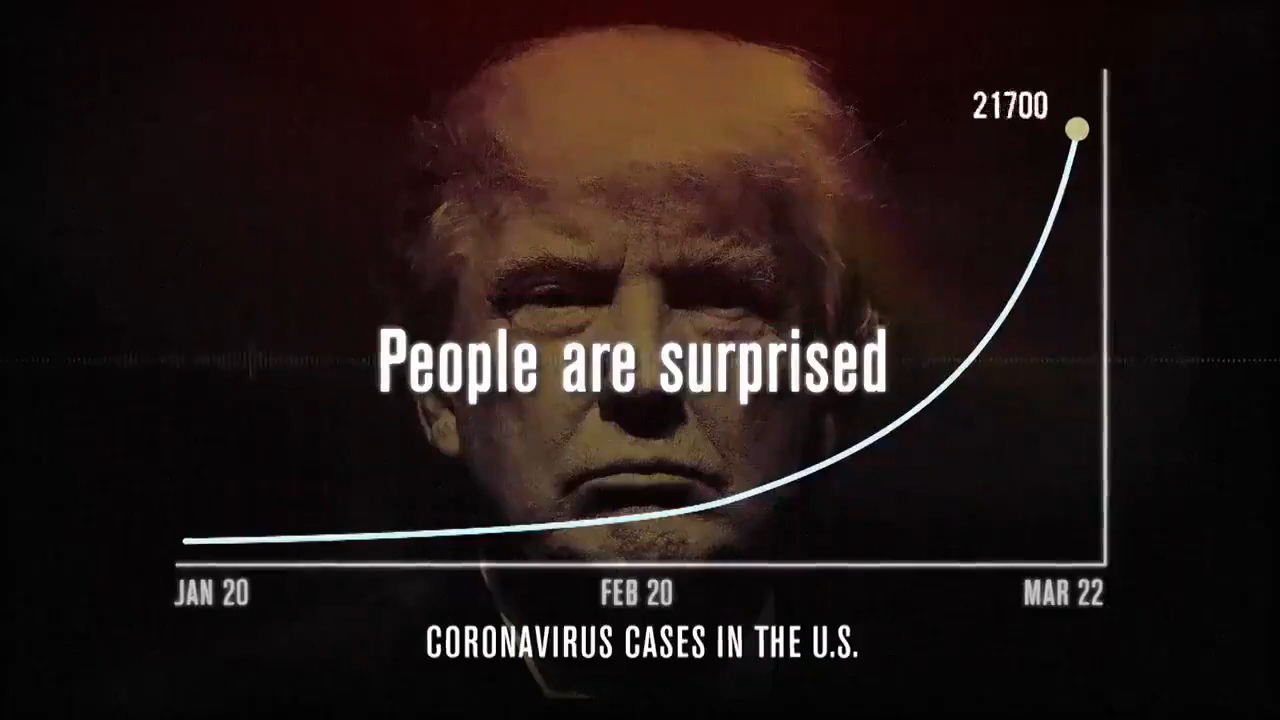 21700
People are surprised
JAN 20 FEB 20 MAR 22
CORONAVIRUS CASES IN THE U.S.